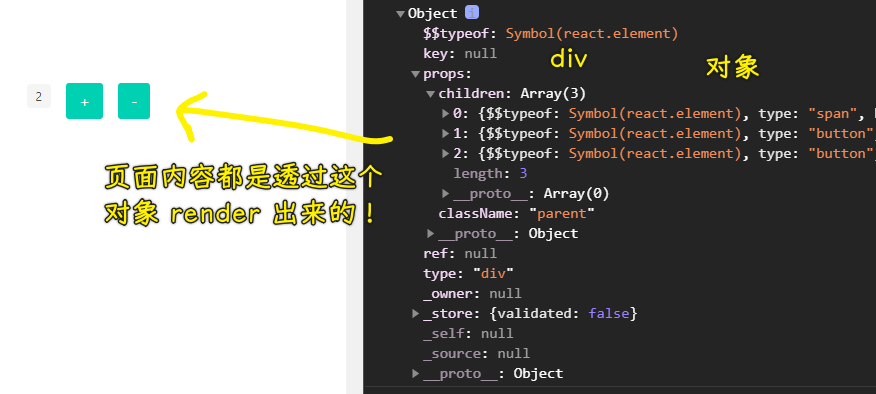 2
+
-
页面内容都是透过这个
对象 render 出来的！
div
对象
Object i
$$typeof: Symbol(react.element)
key: null
props:
children: Array(3)
0: {$$typeof: Symbol(react.element), type: "span",
1: {$$typeof: Symbol(react.element), type: "button",
2: {$$typeof: Symbol(react.element), type: "button",
length: 3
__proto__: Array(0)
className: "parent"
__proto__: Object
ref: null
type: "div"
_owner: null
_store: {validated: false}
_self: null
_source: null
__proto__: Object